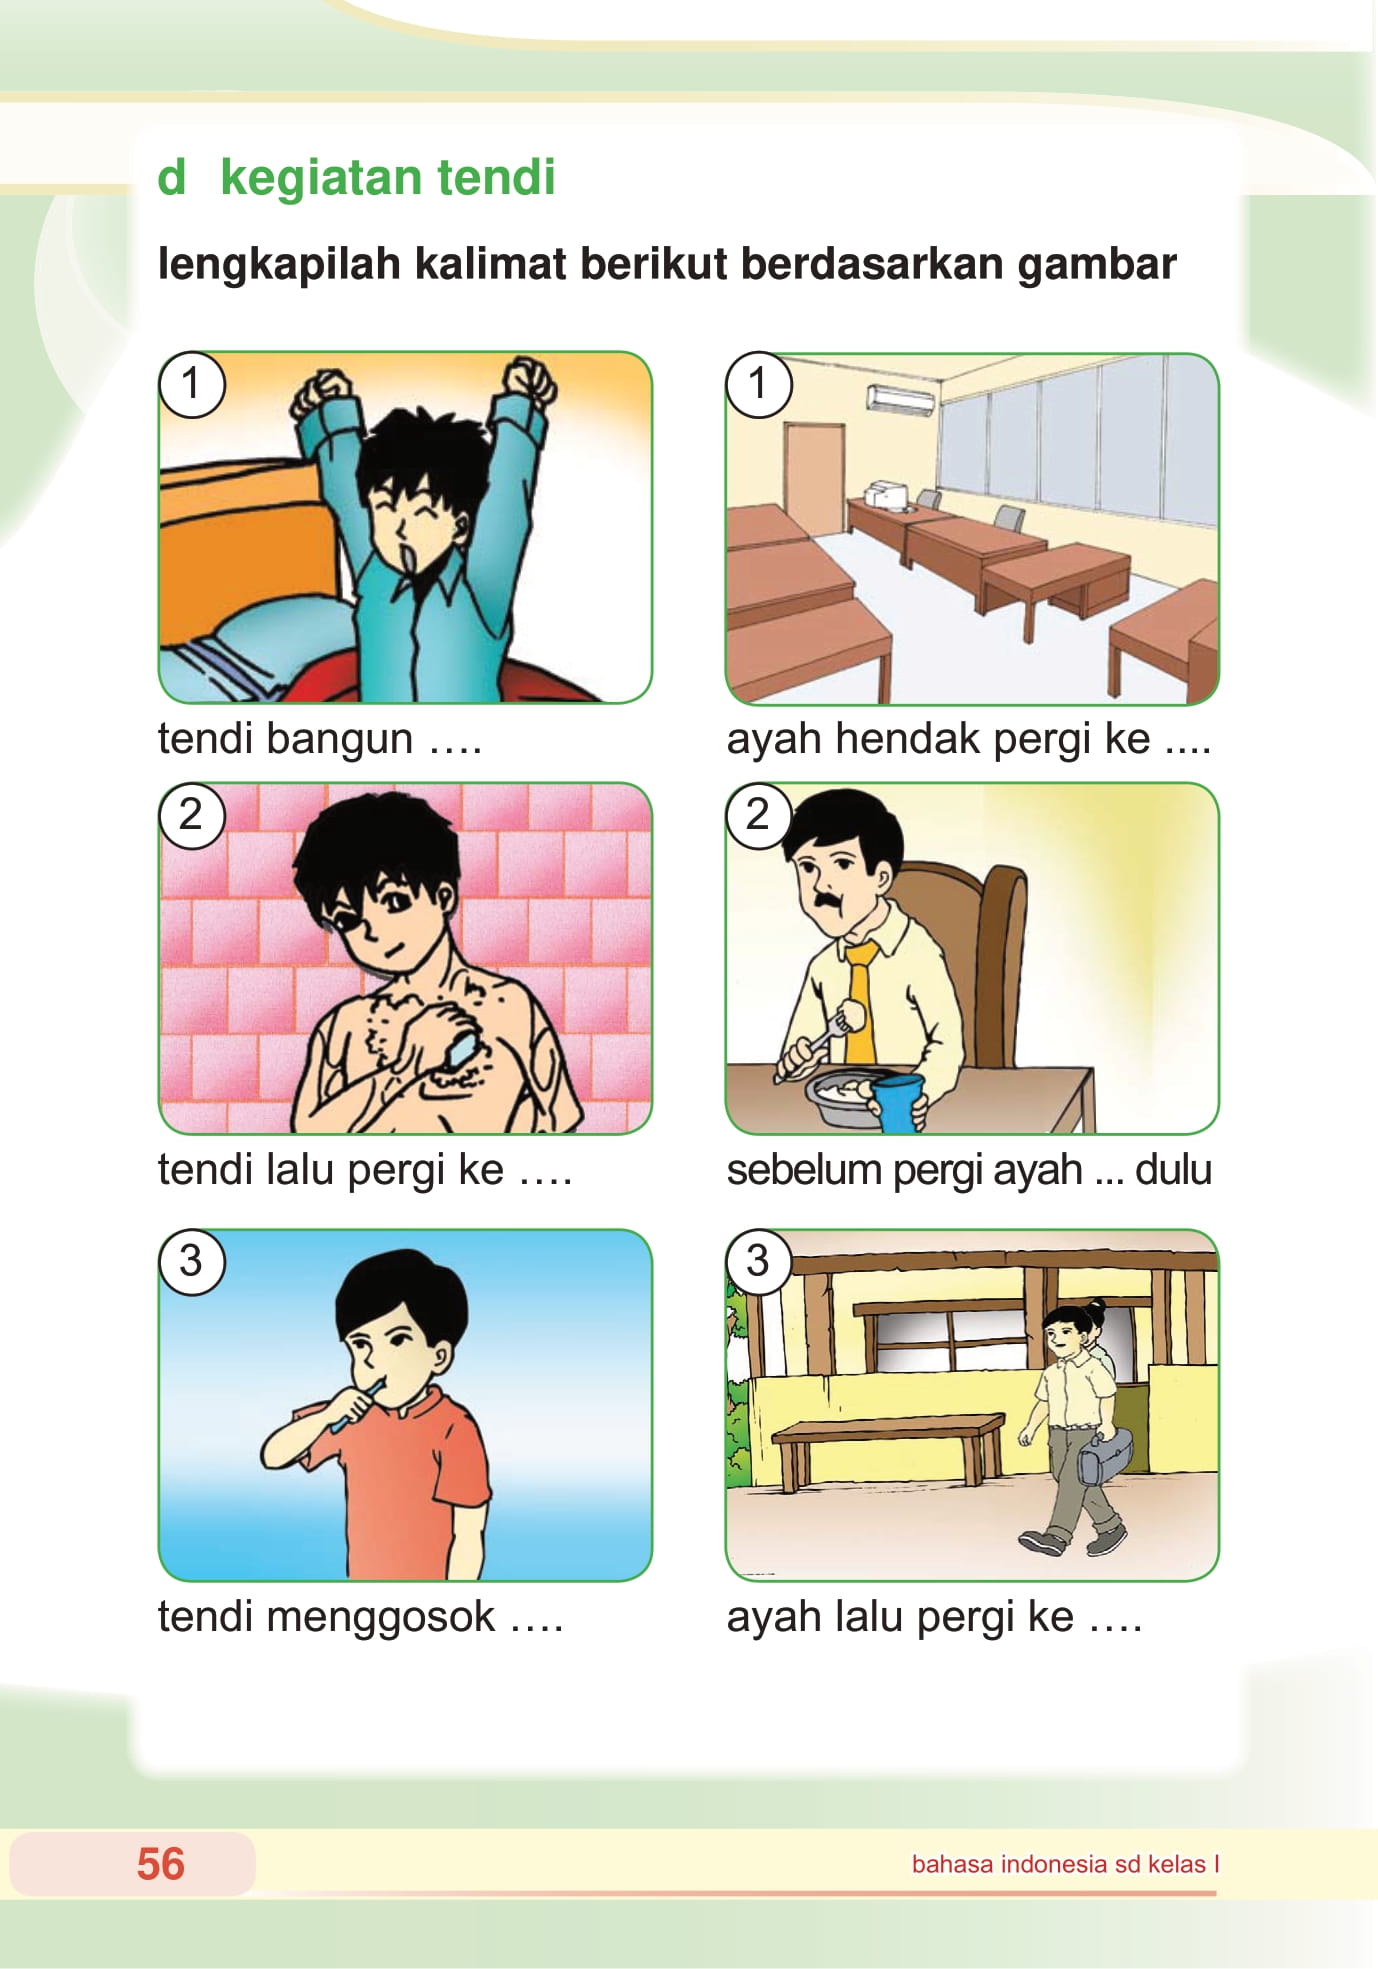 d kegiatan tendi
lengkapilah kalimat berikut berdasarkan gambar
1
tendi bangun ….
2
tendi lalu pergi ke ….
3
tendi menggosok ….
1
ayah hendak pergi ke ....
2
sebelum pergi ayah ... dulu
3
ayah lalu pergi ke ….
56
bahasa indonesia sd kelas I